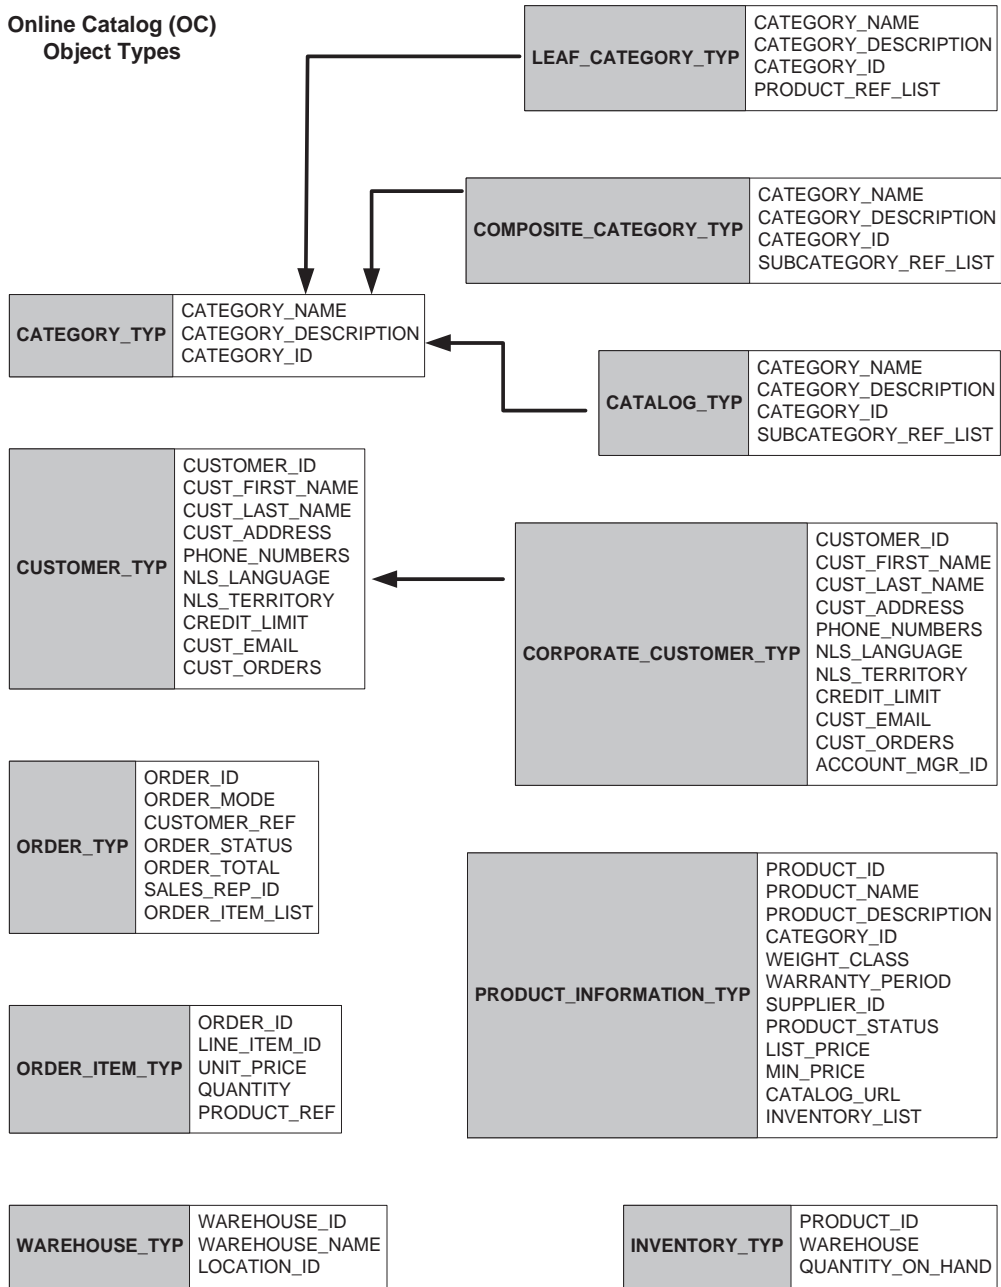 Online Catalog (OC)
Object Types
LEAF_CATEGORY_TYP
CATEGORY_NAME
CATEGORY_DESCRIPTION
CATEGORY_ID
PRODUCT_REF_LIST
COMPOSITE_CATEGORY_TYP
CATEGORY_NAME
CATEGORY_DESCRIPTION
CATEGORY_ID
SUBCATEGORY_REF_LIST
CATEGORY_TYP
CATEGORY_NAME
CATEGORY_DESCRIPTION
CATEGORY_ID
CATALOG_TYP
CATEGORY_NAME
CATEGORY_DESCRIPTION
CATEGORY_ID
SUBCATEGORY_REF_LIST
CUSTOMER_TYP
CUSTOMER_ID
CUST_FIRST_NAME
CUST_LAST_NAME
CUST_ADDRESS
PHONE_NUMBERS
NLS_LANGUAGE
NLS_TERRITORY
CREDIT_LIMIT
CUST_EMAIL
CUST_ORDERS
CORPORATE_CUSTOMER_TYP
CUSTOMER_ID
CUST_FIRST_NAME
CUST_LAST_NAME
CUST_ADDRESS
PHONE_NUMBERS
NLS_LANGUAGE
NLS_TERRITORY
CREDIT_LIMIT
CUST_EMAIL
CUST_ORDERS
ACCOUNT_MGR_ID
ORDER_TYP
ORDER_ID
ORDER_MODE
CUSTOMER_REF
ORDER_STATUS
ORDER_TOTAL
SALES_REP_ID
ORDER_ITEM_LIST
PRODUCT_INFORMATION_TYP
PRODUCT_ID
PRODUCT_NAME
PRODUCT_DESCRIPTION
CATEGORY_ID
WEIGHT_CLASS
WARRANTY_PERIOD
SUPPLIER_ID
PRODUCT_STATUS
LIST_PRICE
MIN_PRICE
CATALOG_URL
INVENTORY_LIST
ORDER_ITEM_TYP
ORDER_ID
LINE_ITEM_ID
UNIT_PRICE
QUANTITY
PRODUCT_REF
WAREHOUSE_TYP
WAREHOUSE_ID
WAREHOUSE_NAME
LOCATION_ID
INVENTORY_TYP
PRODUCT_ID
WAREHOUSE
QUANTITY_ON_HAND